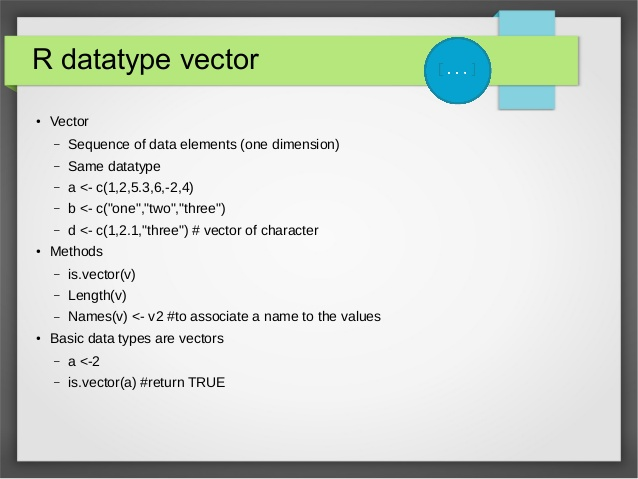 R datatype vector
[...]
• Vector
– Sequence of data elements (one dimension)
– Same datatype
– a <- c(1,2,5.3,6,-2,4)
– b <- c("one","two","three")
– d <- c(1,2.1,"three") # vector of character
• Methods
– is.vector(v)
– Length(v)
– Names(v) <- v2 #to associate a name to the values
• Basic data types are vectors
– a <-2
– is.vector(a) #return TRUE